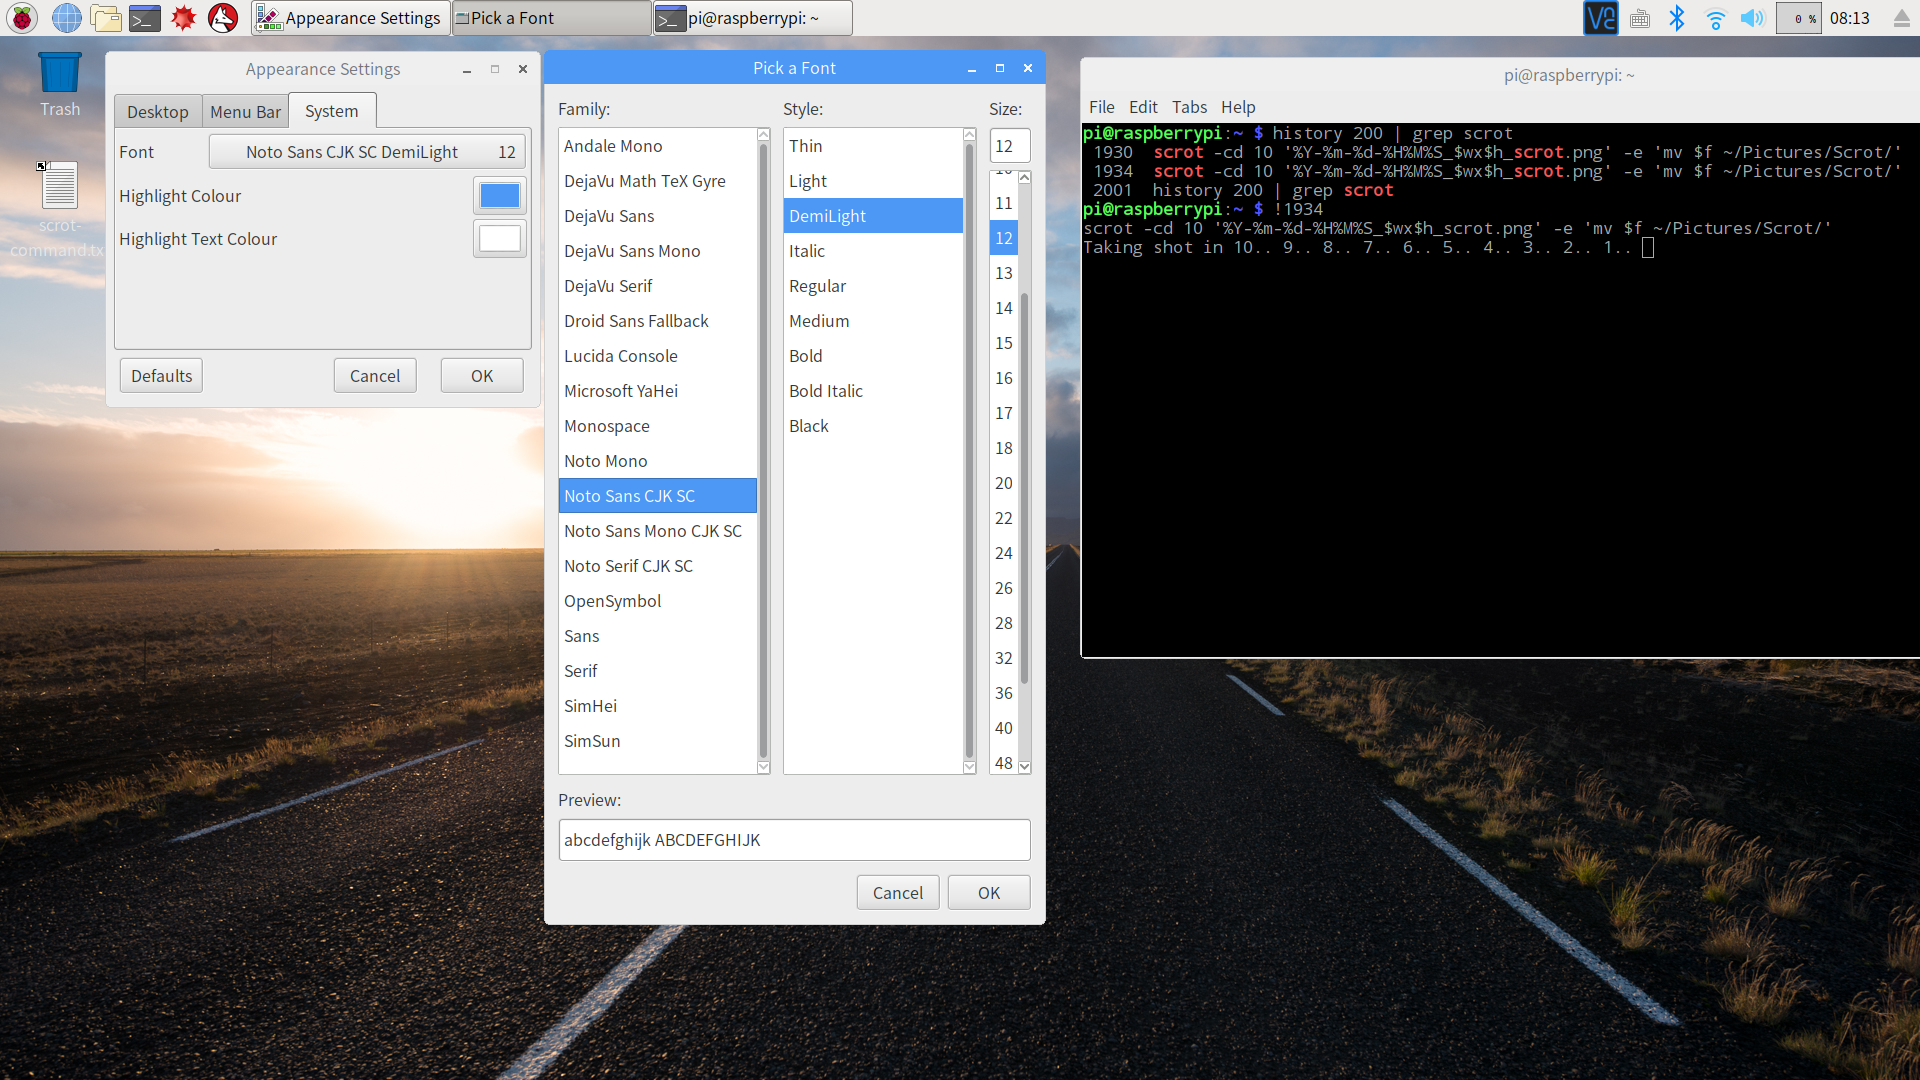 Appearance Settings
Pick a Font
pi@raspberrypi: ~
V2
0 %
08:13
Trash
scrot-
command.tx
Appearance Settings
Desktop
Menu Bar
System
Font
Noto Sans CJK SC DemiLight 12
Highlight Colour
Highlight Text Colour
Defaults
Cancel
OK
Pick a Font
Family:
Andale Mono
DejaVu Math TeX Gyre
DejaVu Sans
DejaVu Sans Mono
DejaVu Serif
Droid Sans Fallback
Lucida Console
Microsoft YaHei
Monospace
Noto Mono
Noto Sans CJK SC
Noto Sans Mono CJK SC
Noto Serif CJK SC
OpenSymbol
Sans
Serif
SimHei
SimSun
Style:
Thin
Light
DemiLight
Italic
Regular
Medium
Bold
Bold Italic
Black
Size:
12
11
12
13
14
15
16
17
18
20
22
24
26
28
32
36
40
48
Preview:
abcdefghijk ABCDEFGHIJK
Cancel
OK
pi@raspberrypi: ~
File Edit Tabs Help
pi@raspberrypi:~ $ history 200 | grep scrot
1930 scrot -cd 10 '%Y-%m-%d-%H%M%S_$wx$h_scrot.png' -e 'mv $f ~/Pictures/Scrot/'
1934 scrot -cd 10 '%Y-%m-%d-%H%M%S_$wx$h_scrot.png' -e 'mv $f ~/Pictures/Scrot/'
2001 history 200 | grep scrot
pi@raspberrypi:~ $ !1934
scrot -cd 10 '%Y-%m-%d-%H%M%S_$wx$h_scrot.png' -e 'mv $f ~/Pictures/Scrot/'
Taking shot in 10.. 9.. 8.. 7.. 6.. 5.. 4.. 3.. 2.. 1..